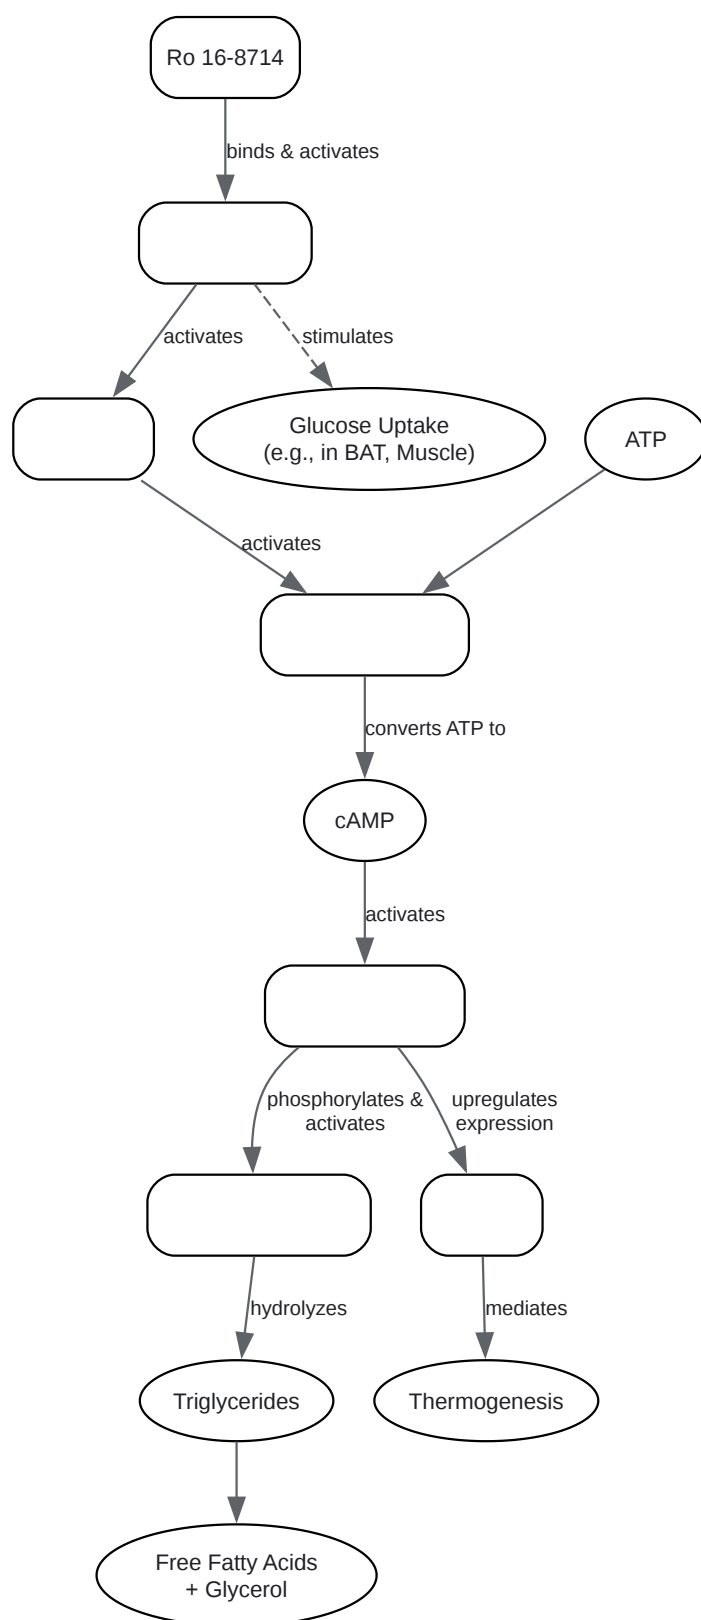 Ro 16-8714
binds & activates
activates
stimulates
Glucose Uptake
(e.g., in BAT, Muscle)
ATP
activates
converts ATP to
cAMP
activates
phosphorylates &
activates
upregulates
expression
hydrolyzes
mediates
Triglycerides
Thermogenesis
Free Fatty Acids
+ Glycerol